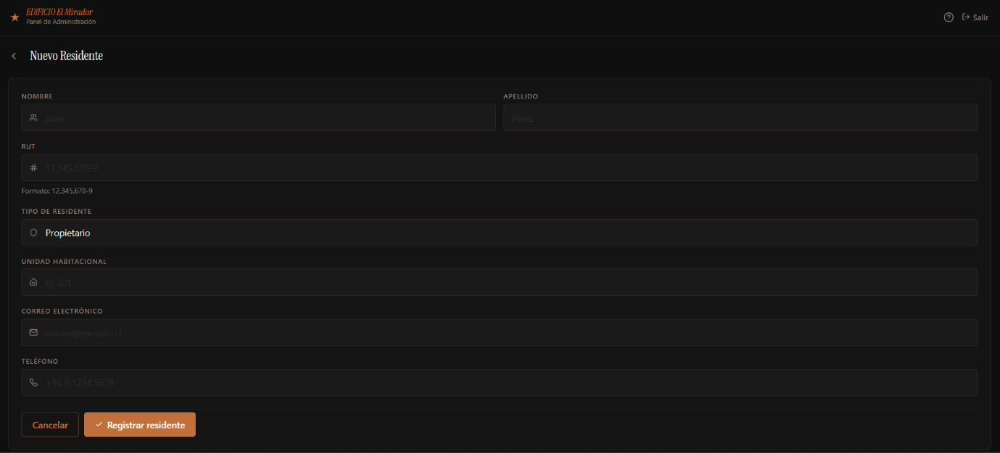 EDIFICIO El Mirador
Panel de Administración
Salir
Nuevo Residente
NOMBRE
APELLIDO
Juan
Pérez
RUT
# 12.345.678-9
Formato: 12.345.678-9
TIPO DE RESIDENTE
Propietario
UNIDAD HABITACIONAL
Ej: 301
CORREO ELECTRÓNICO
correo@ejemplo.cl
TELÉFONO
+56 9 1234 5678
Cancelar
Registrar residente